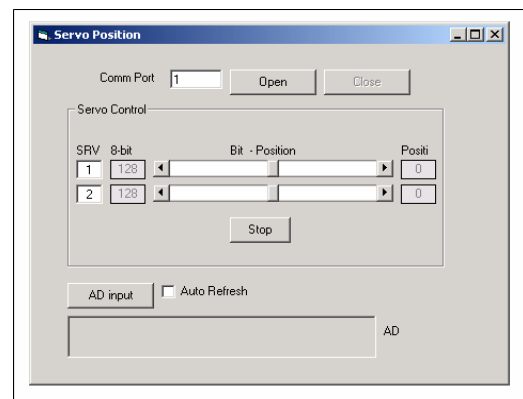 Servo Position
Comm Port 1 Open Close
Servo Control
SRV 8-bit Bit - Position Positi
1 128 0
2 128 0
Stop
AD input Auto Refresh
AD